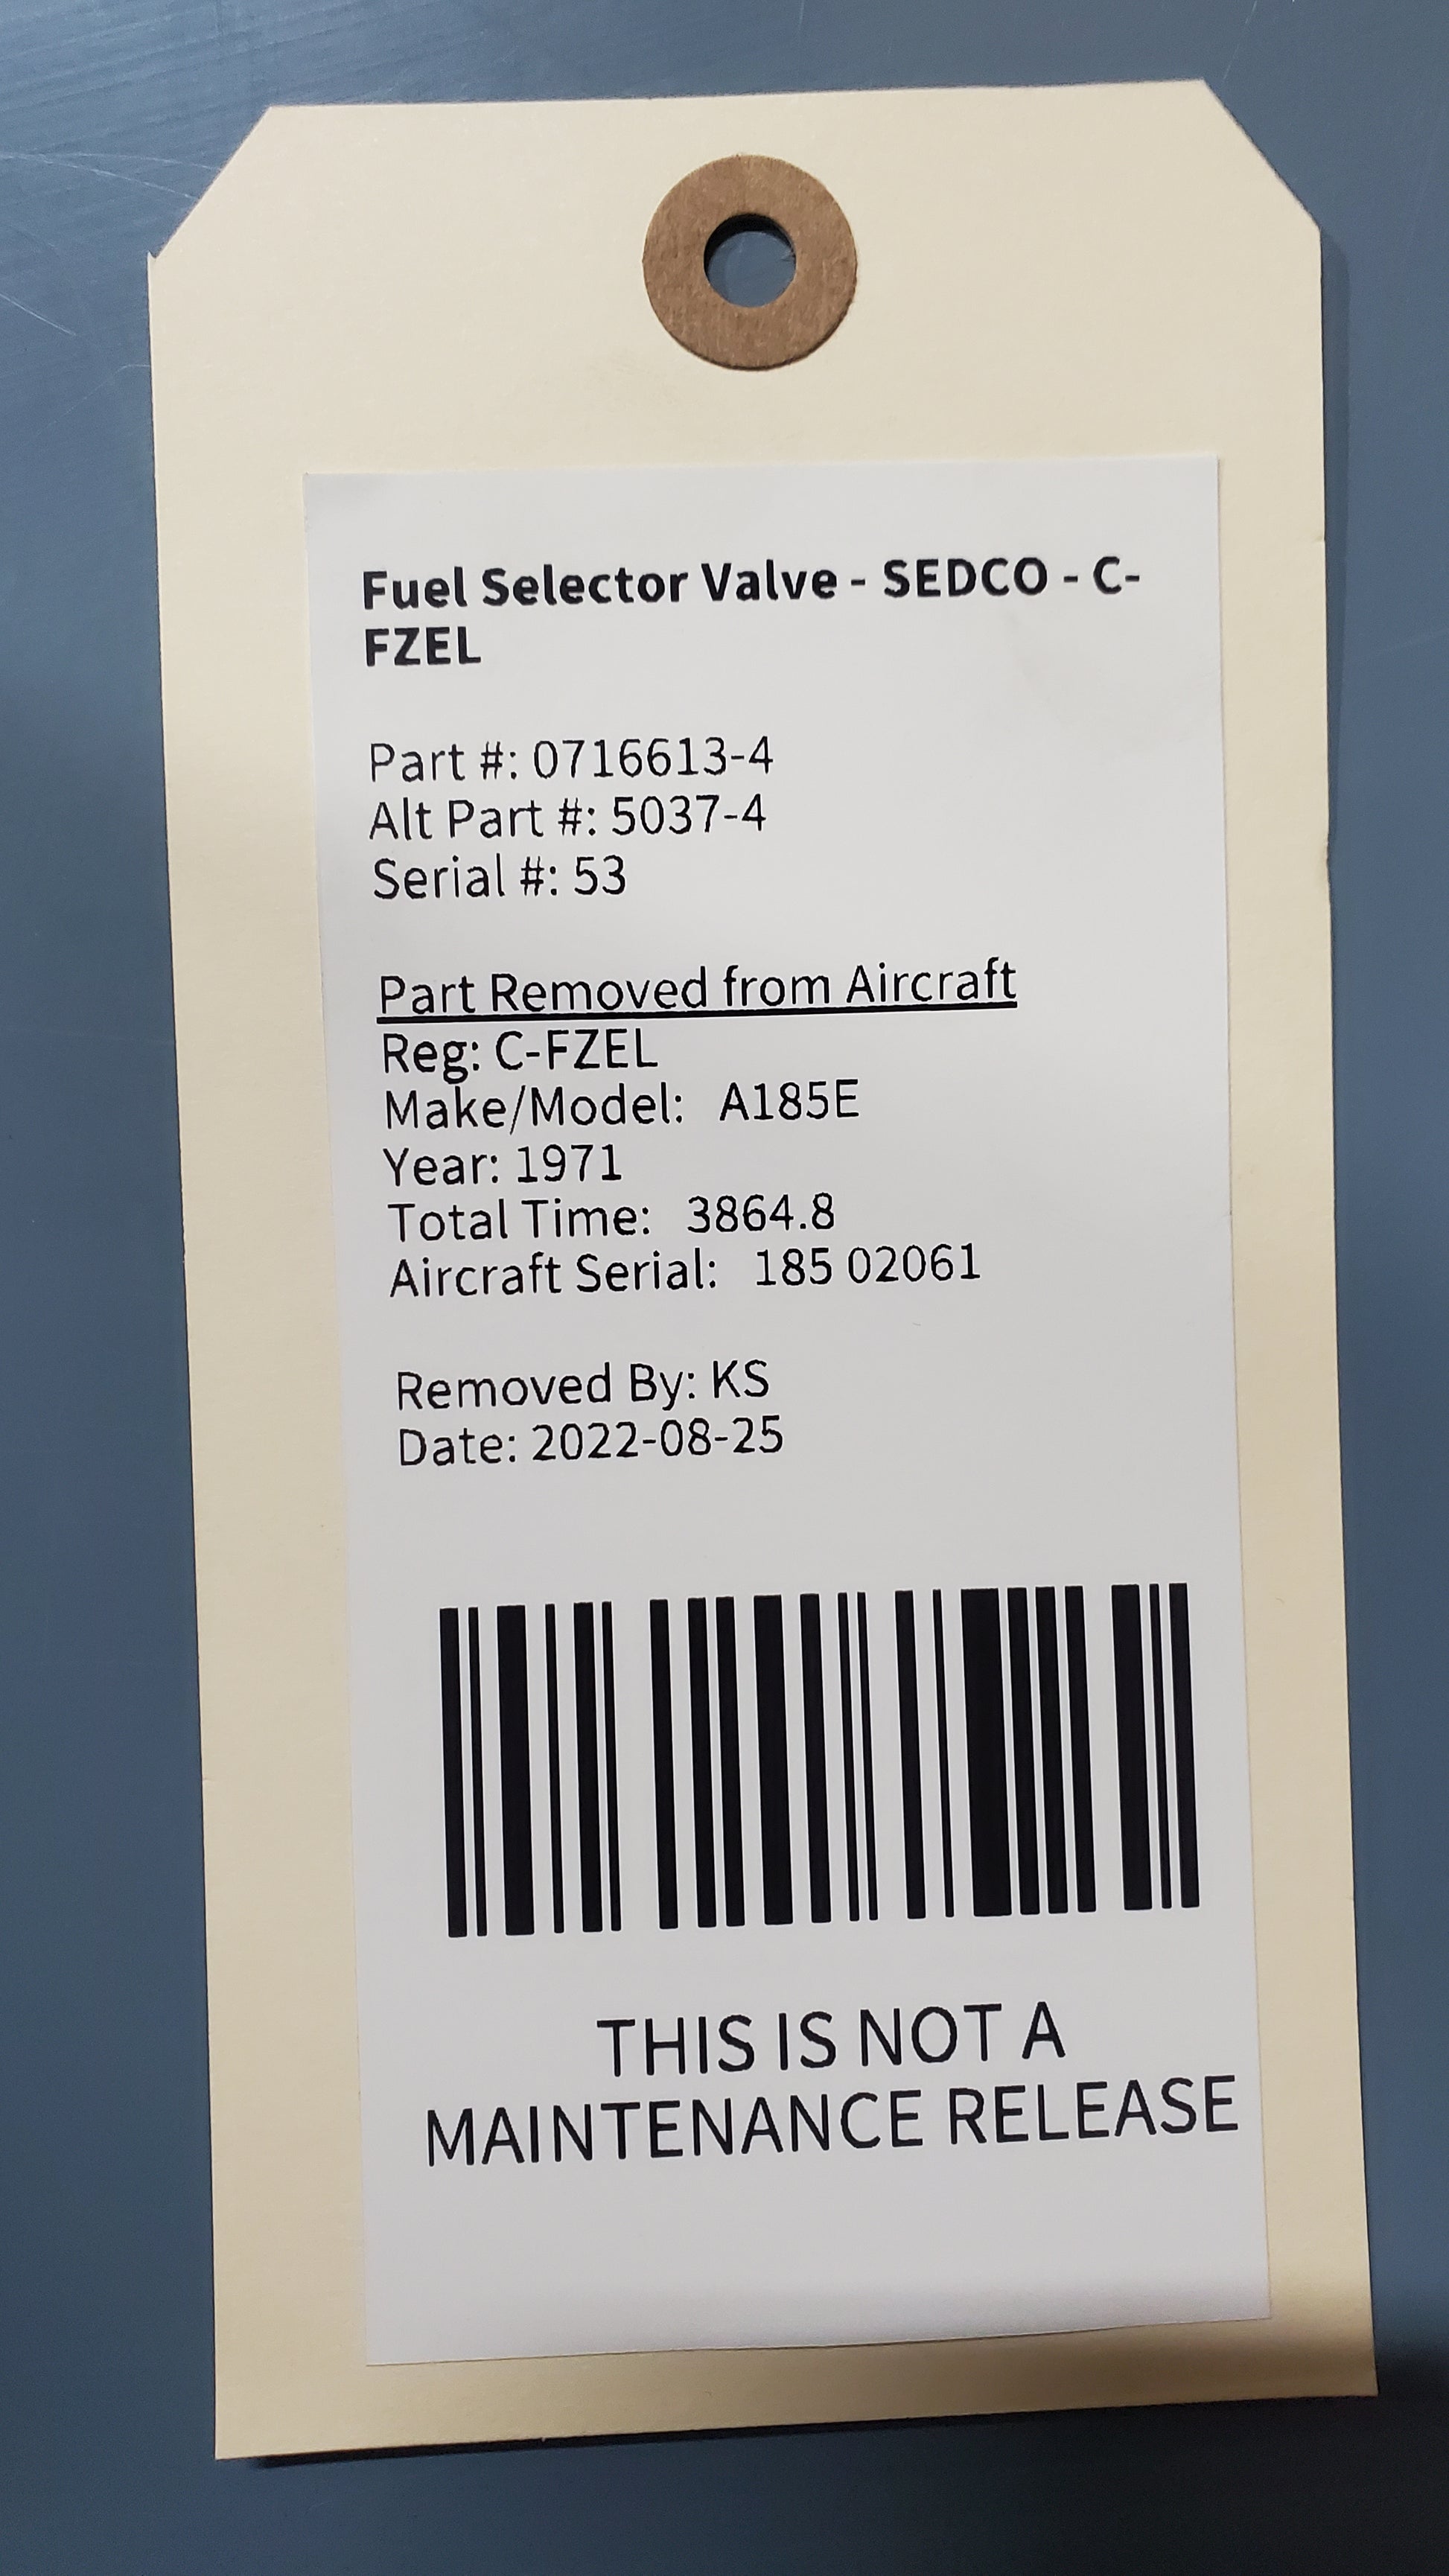 Fuel Selector Valve - SEDCO - C-
FZEL
Part #: 0716613-4
Alt Part #: 5037-4
Serial #: 53
Part Removed from Aircraft
Reg: C-FZEL
Make/Model: A185E
Year: 1971
Total Time: 3864.8
Aircraft Serial: 185 02061
Removed By: KS
Date: 2022-08-25
THIS IS NOT A
MAINTENANCE RELEASE